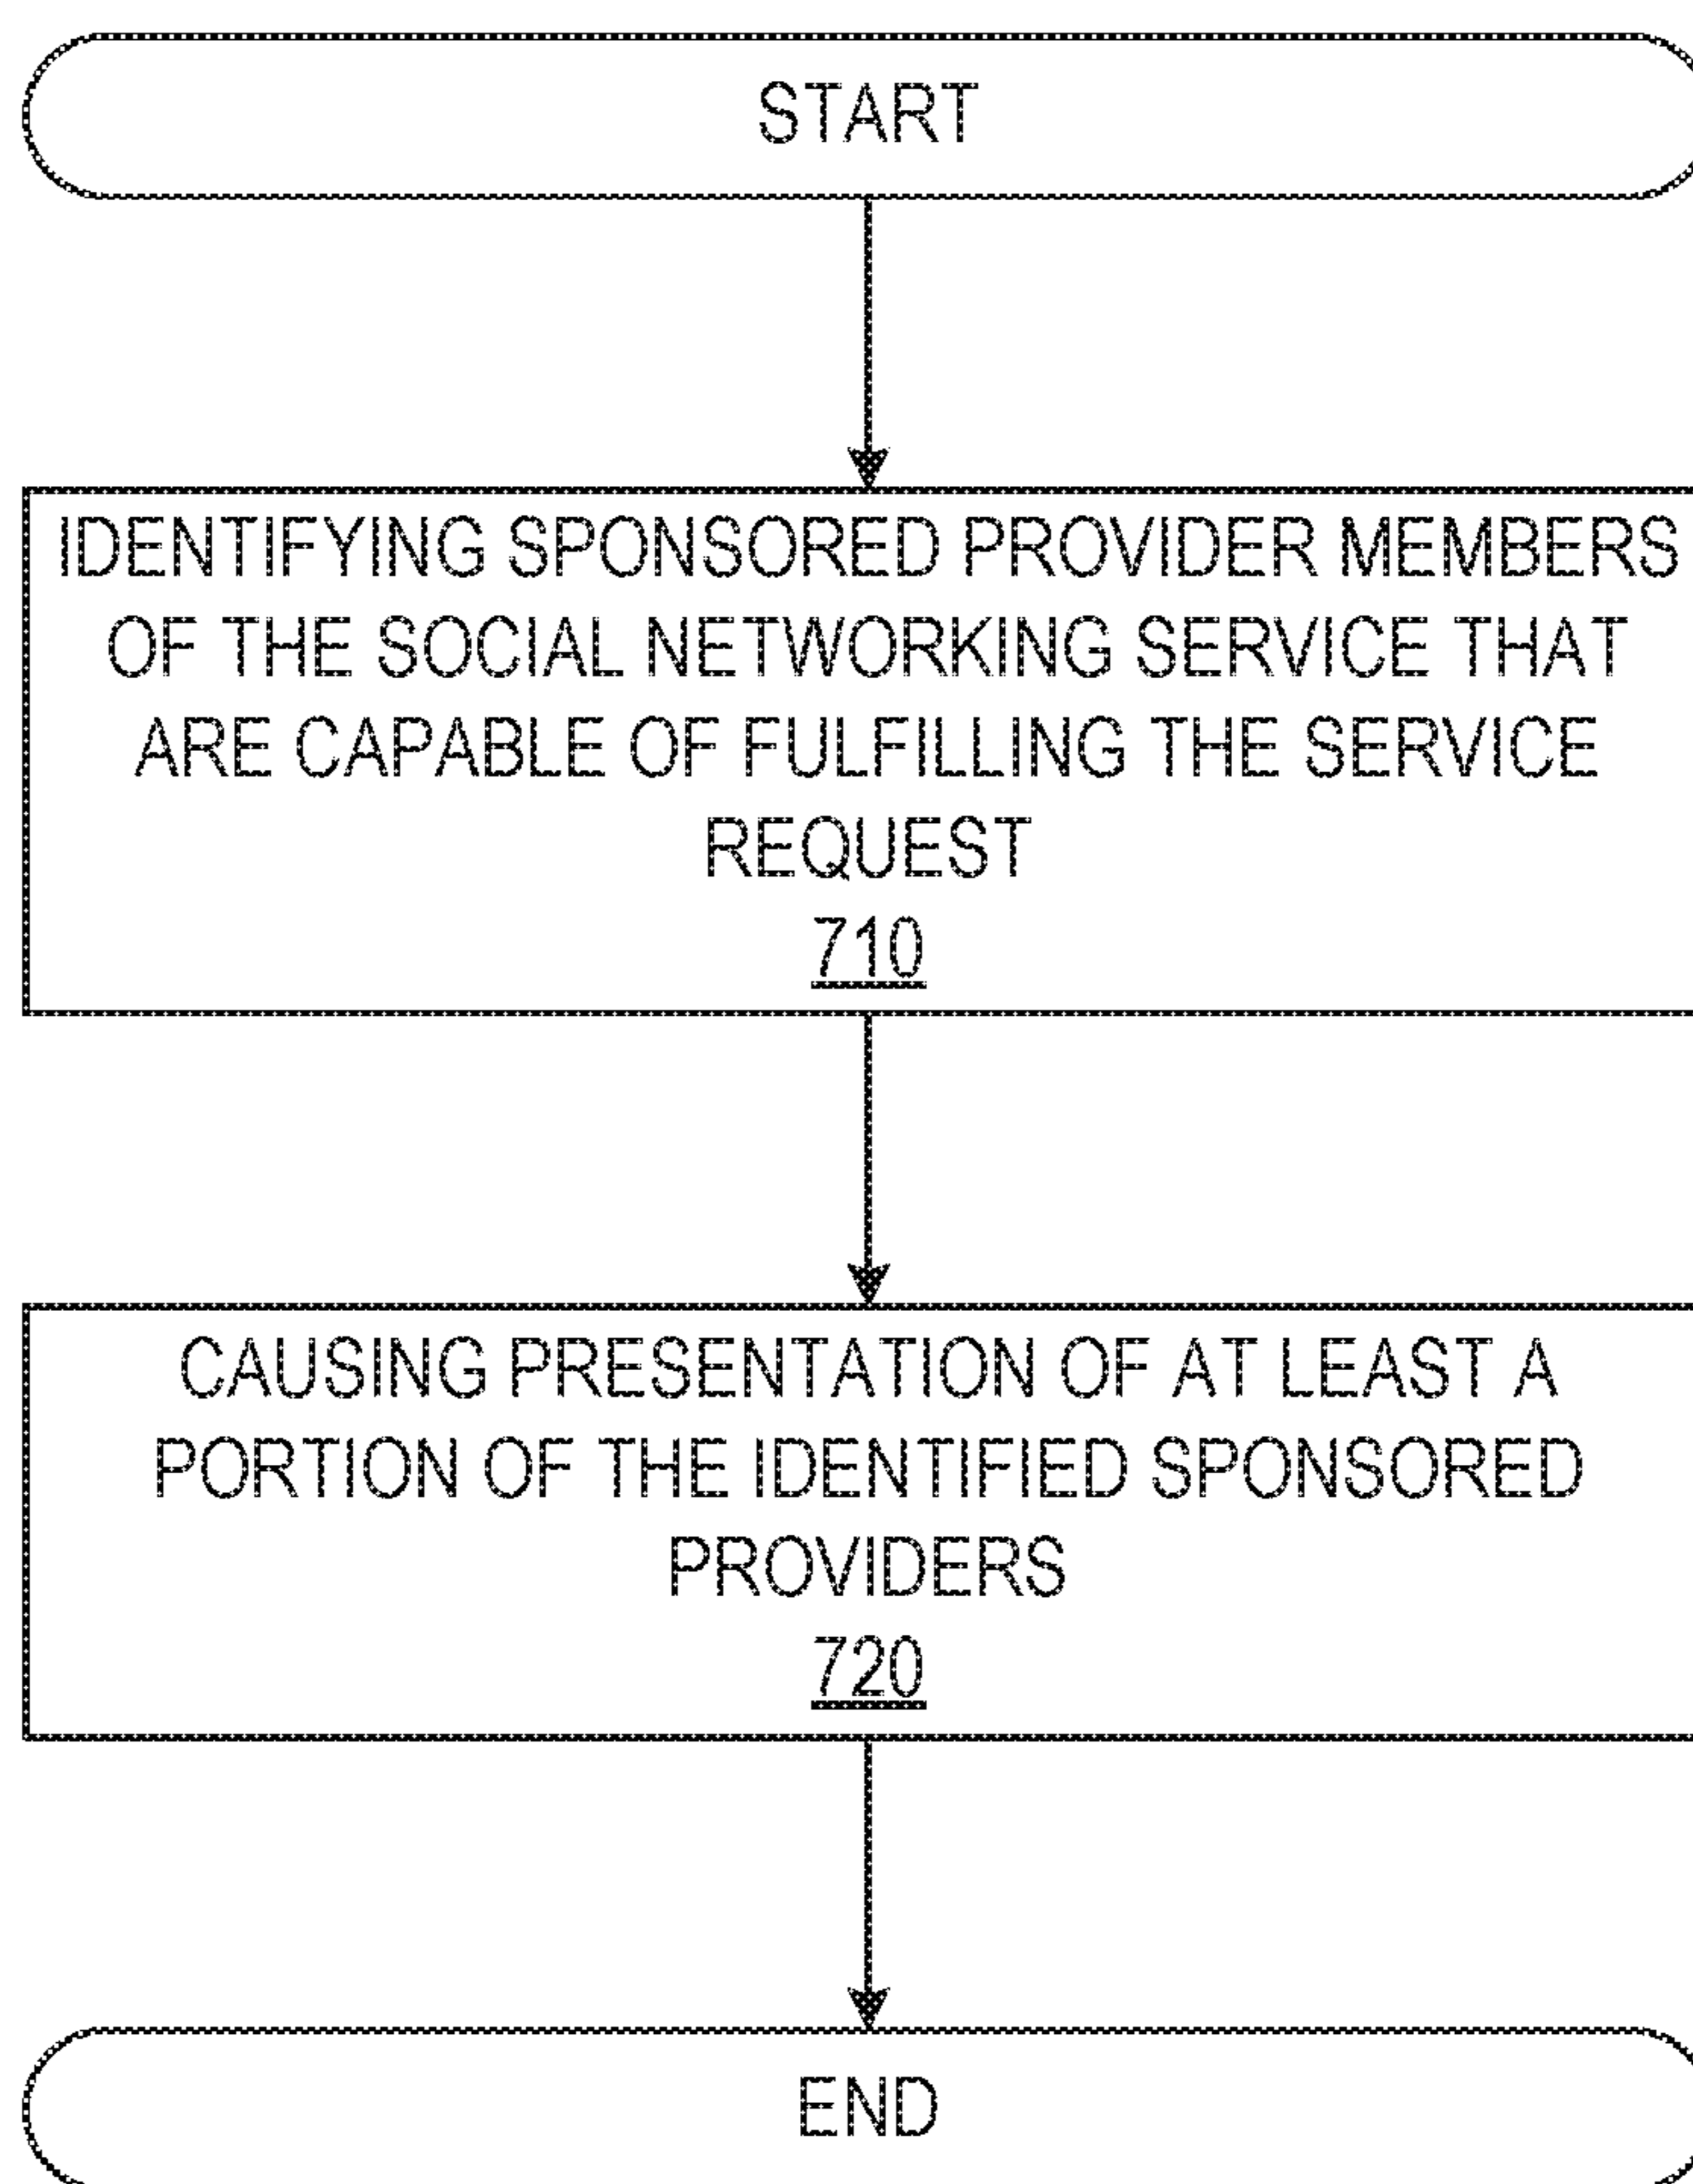 START
IDENTIFYING SPONSORED PROVIDER MEMBERS
OF THE SOCIAL NETWORKING SERVICE THAT
ARE CAPABLE OF FULFILLING THE SERVICE
REQUEST
710
CAUSING PRESENTATION OF AT LEAST A
PORTION OF THE IDENTIFIED SPONSORED
PROVIDERS
720
END